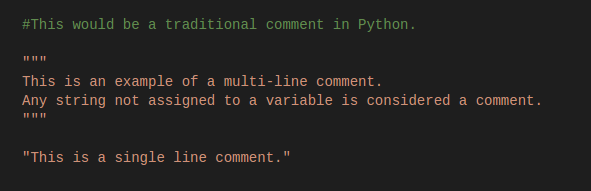 #This would be a traditional comment in Python.
"""
This is an example of a multi-line comment.
Any string not assigned to a variable is considered a comment.
"""
"This is a single line comment."